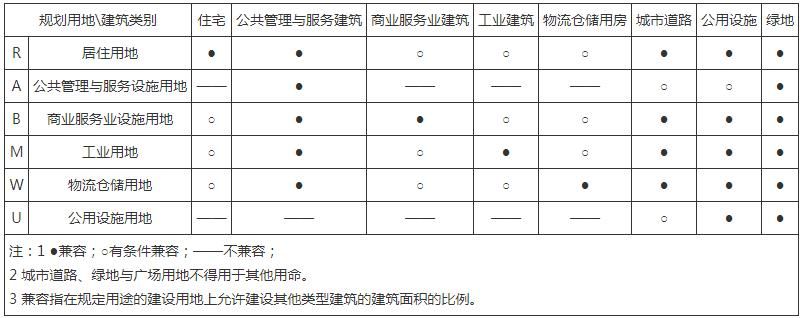 规划用地\建筑类别 住宅 公共管理与服务建筑 商业服务业建筑 工业建筑 物流仓储用房 城市道路 公用设施 绿地
R 居住用地 ● ● ○ ○ ○ ● ● ●
A 公共管理与服务设施用地 —— ● —— —— —— ○ ○ ●
B 商业服务业设施用地 ○ ● ● ○ ○ ● ● ●
M 工业用地 ○ ● ○ ● ○ ● ● ●
W 物流仓储用地 ○ ● ○ ○ ● ● ● ●
U 公用设施用地 —— —— —— —— —— ○ ● ●
注：1 ●兼容；○有条件兼容；——不兼容；
2 城市道路、绿地与广场用地不得用于其他用命。
3 兼容指在规定用途的建设用地上允许建设其他类型建筑的建筑面积的比例。